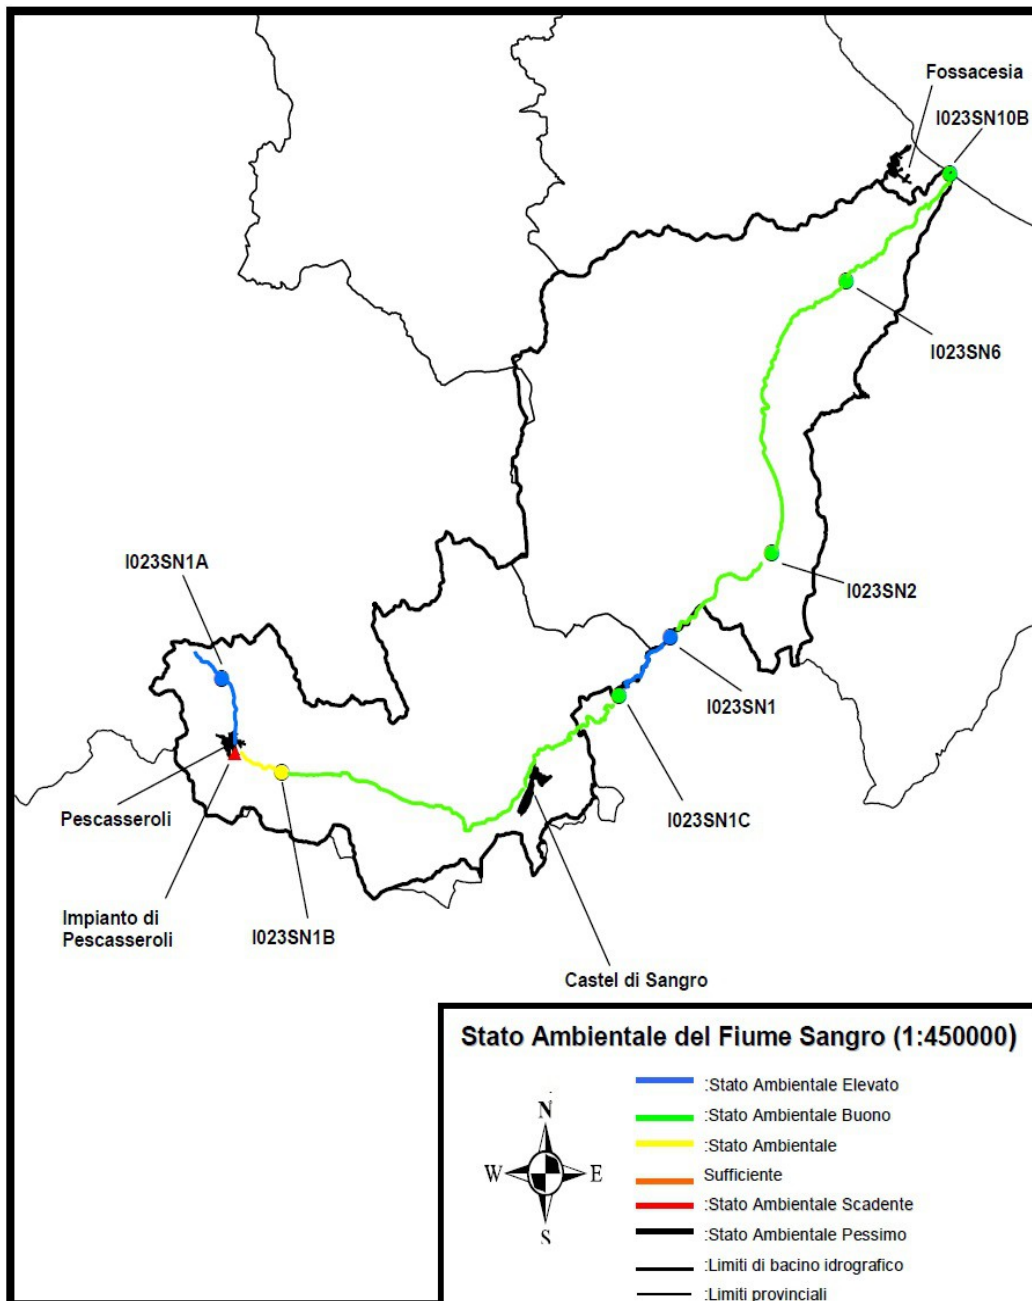 Fossacesia
I023SN10B
I023SN6
I023SN1A
I023SN2
I023SN1
Pescasseroli
I023SN1C
Impianto di
Pescasseroli
I023SN1B
Castel di Sangro
Stato Ambientale del Fiume Sangro (1:450000)
N
W E
S
:Stato Ambientale Elevato
:Stato Ambientale Buono
:Stato Ambientale
Sufficiente
:Stato Ambientale Scadente
:Stato Ambientale Pessimo
:Limiti di bacino idrografico
:Limiti provinciali